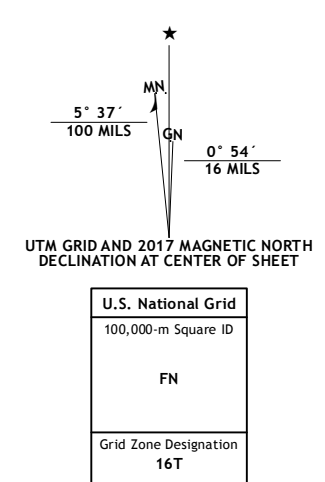 MN.
5° 37´
100 MILS
GN
0° 54´
16 MILS
UTM GRID AND 2017 MAGNETIC NORTH
DECLINATION AT CENTER OF SHEET
U.S. National Grid
100,000-m Square ID
FN
Grid Zone Designation
16T